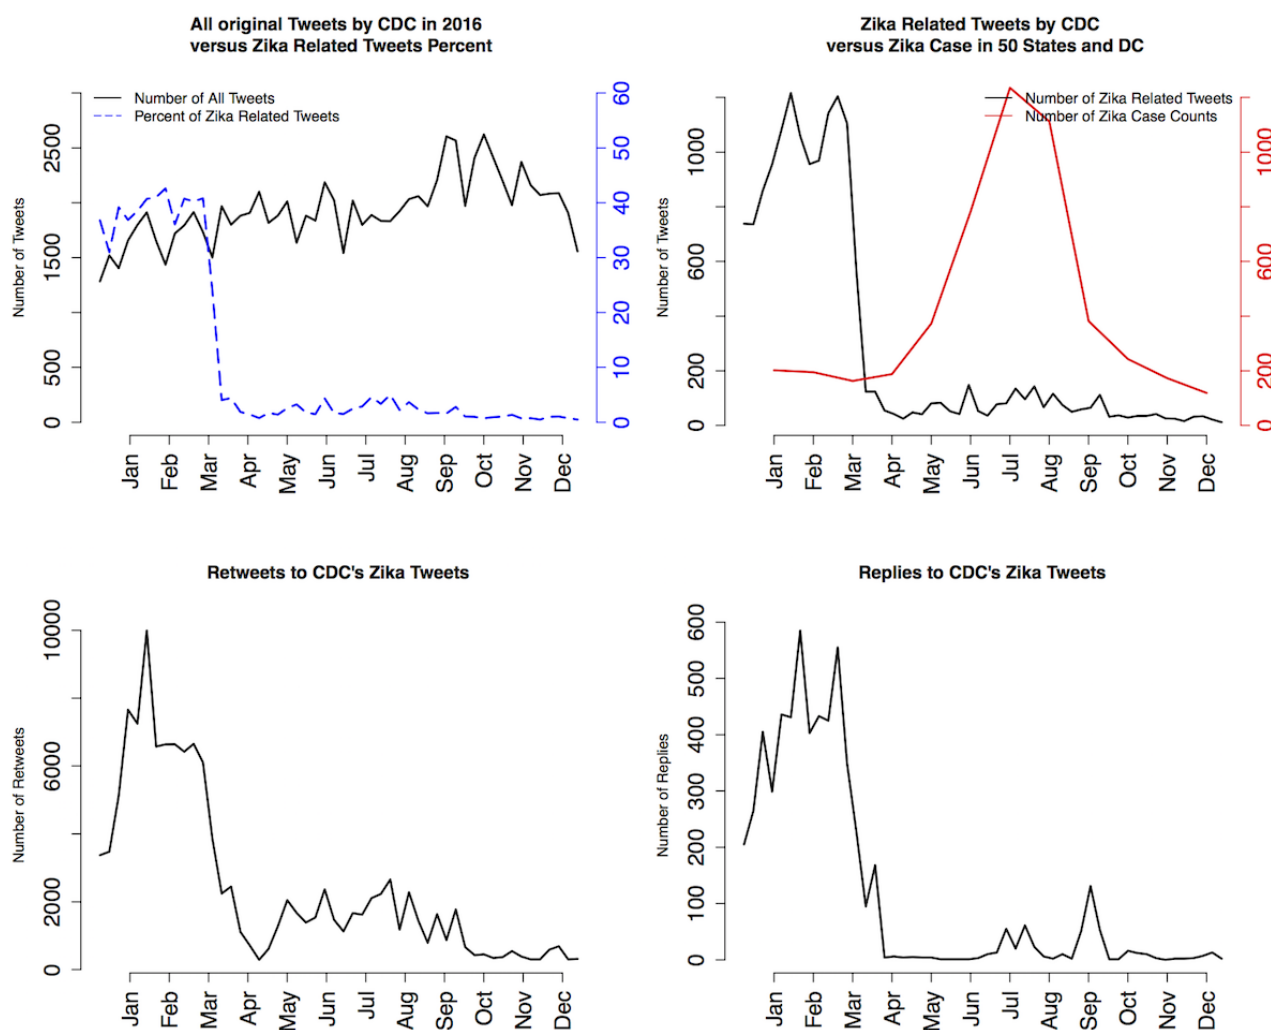 All original Tweets by CDC in 2016
versus Zika Related Tweets Percent
Number of All Tweets
Percent of Zika Related Tweets
Number of Tweets
0
500
1500
2500
0
10
20
30
40
50
60
Jan
Feb
Mar
Apr
May
Jun
Jul
Aug
Sep
Oct
Nov
Dec
Zika Related Tweets by CDC
versus Zika Case in 50 States and DC
Number of Zika Related Tweets
Number of Zika Case Counts
Number of Tweets
0
200
600
1000
0
200
600
1000
Jan
Feb
Mar
Apr
May
Jun
Jul
Aug
Sep
Oct
Nov
Dec
Retweets to CDC's Zika Tweets
Number of Retweets
0
2000
6000
10000
Jan
Feb
Mar
Apr
May
Jun
Jul
Aug
Sep
Oct
Nov
Dec
Replies to CDC's Zika Tweets
Number of Replies
0
100
200
300
400
500
600
Jan
Feb
Mar
Apr
May
Jun
Jul
Aug
Sep
Oct
Nov
Dec